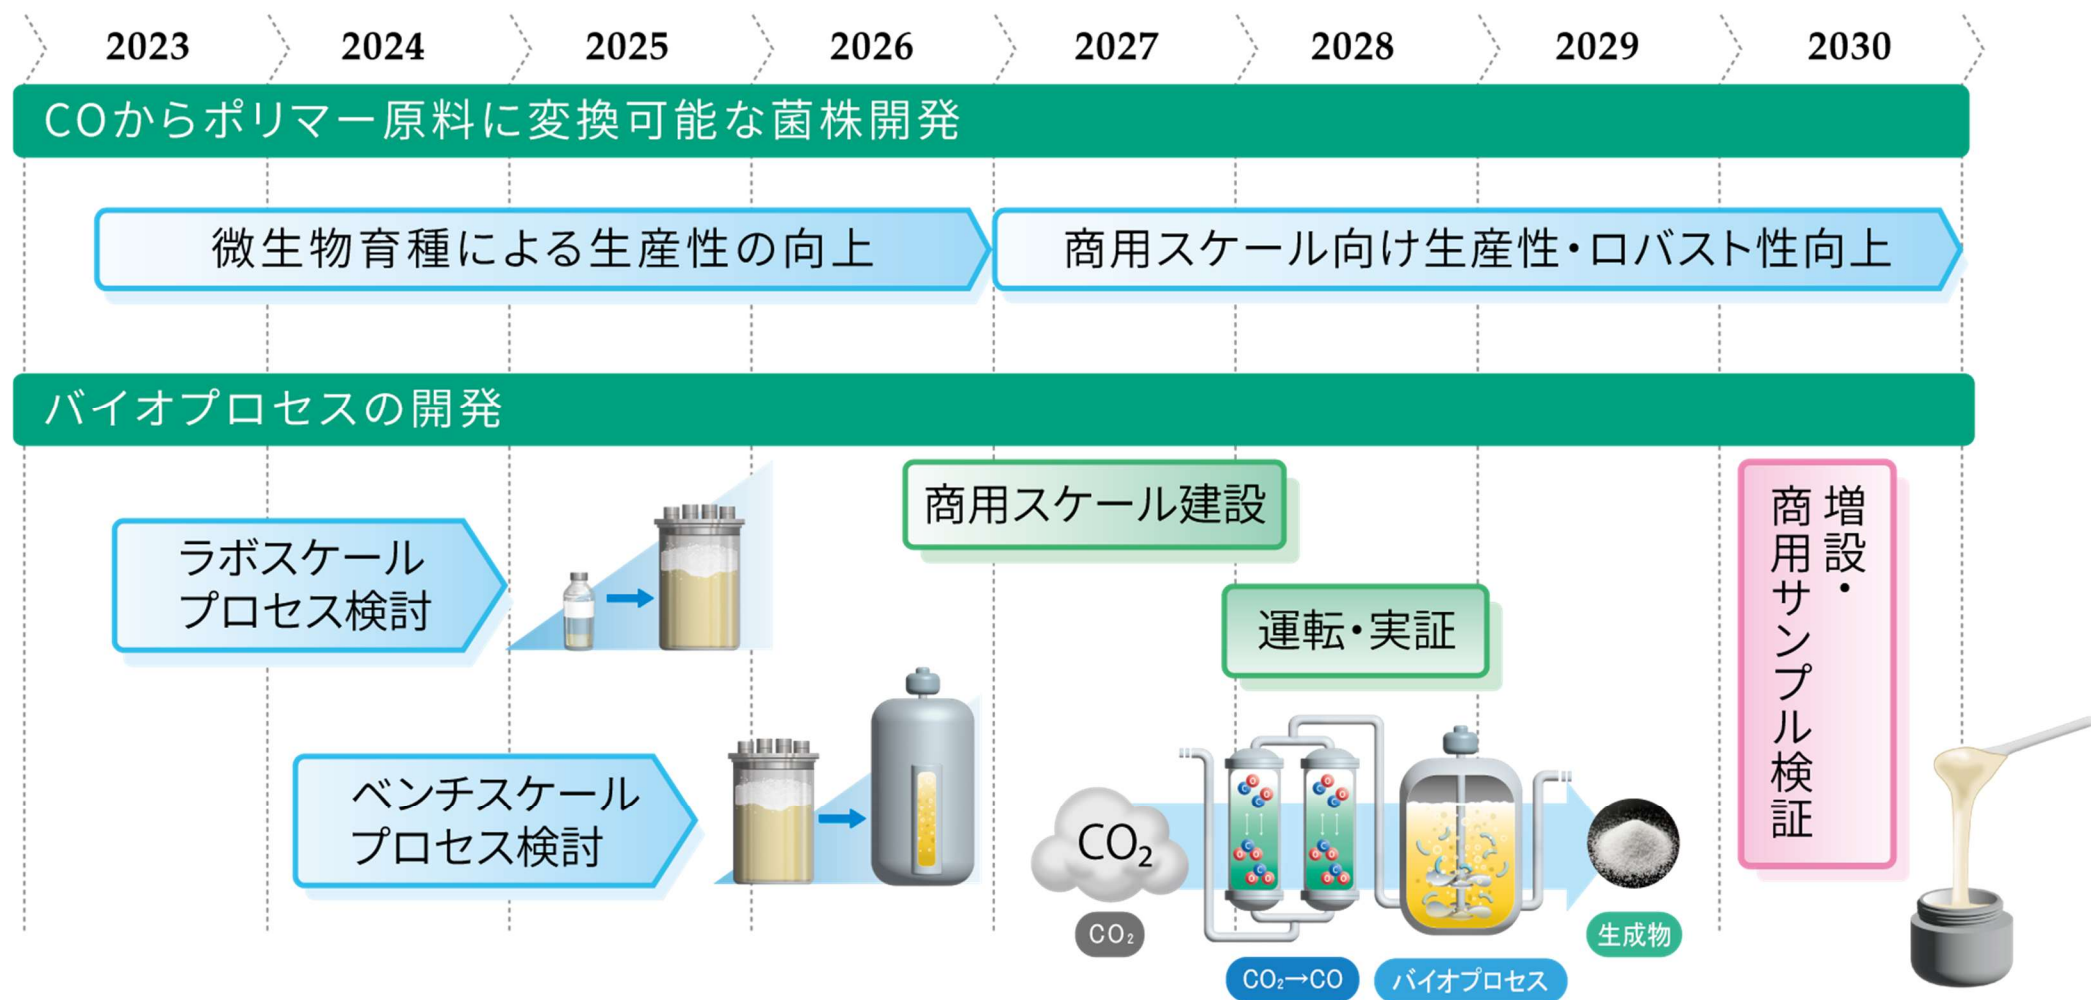 2023 2024 2025 2026 2027 2028 2029 2030
COからポリマー原料に変換可能な菌株開発
微生物育種による生産性の向上
商用スケール向け生産性・ロバスト性向上
バイオプロセスの開発
ラボスケール
プロセス検討
ベンチスケール
プロセス検討
商用スケール建設
運転・実証
増設・
商用サンプル検証
CO₂
CO₂
CO₂→CO
バイオプロセス
生成物